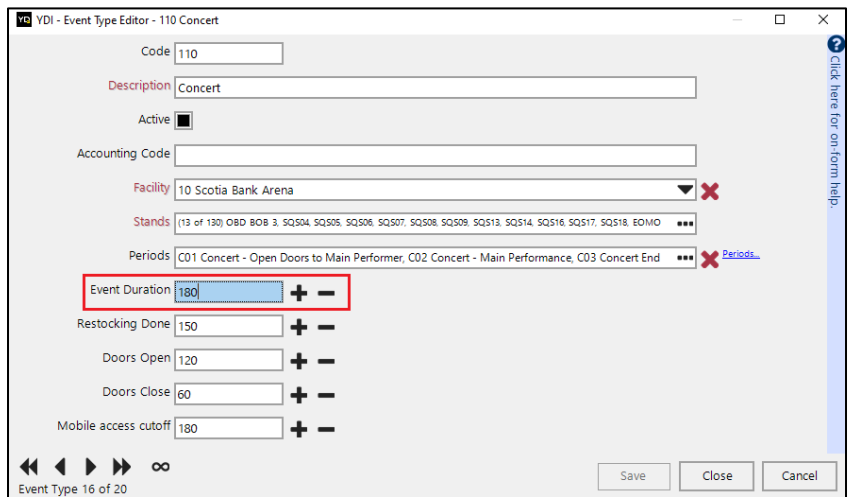 YQ YDI - Event Type Editor - 110 Concert
Code 110
Description Concert
Active
Accounting Code
Facility 10 Scotia Bank Arena
Stands (13 of 130) OBD BOB 3, SQS04, SQS05, SQS06, SQS07, SQS08, SQS09, SQS13, SQS14, SQS16, SQS17, SQS18, EOMO
Periods C01 Concert - Open Doors to Main Performer, C02 Concert - Main Performance, C03 Concert End Periods...
Event Duration 180
Restocking Done 150
Doors Open 120
Doors Close 60
Mobile access cutoff 180
Event Type 16 of 20
Save Close Cancel
? Click here for on-form help.